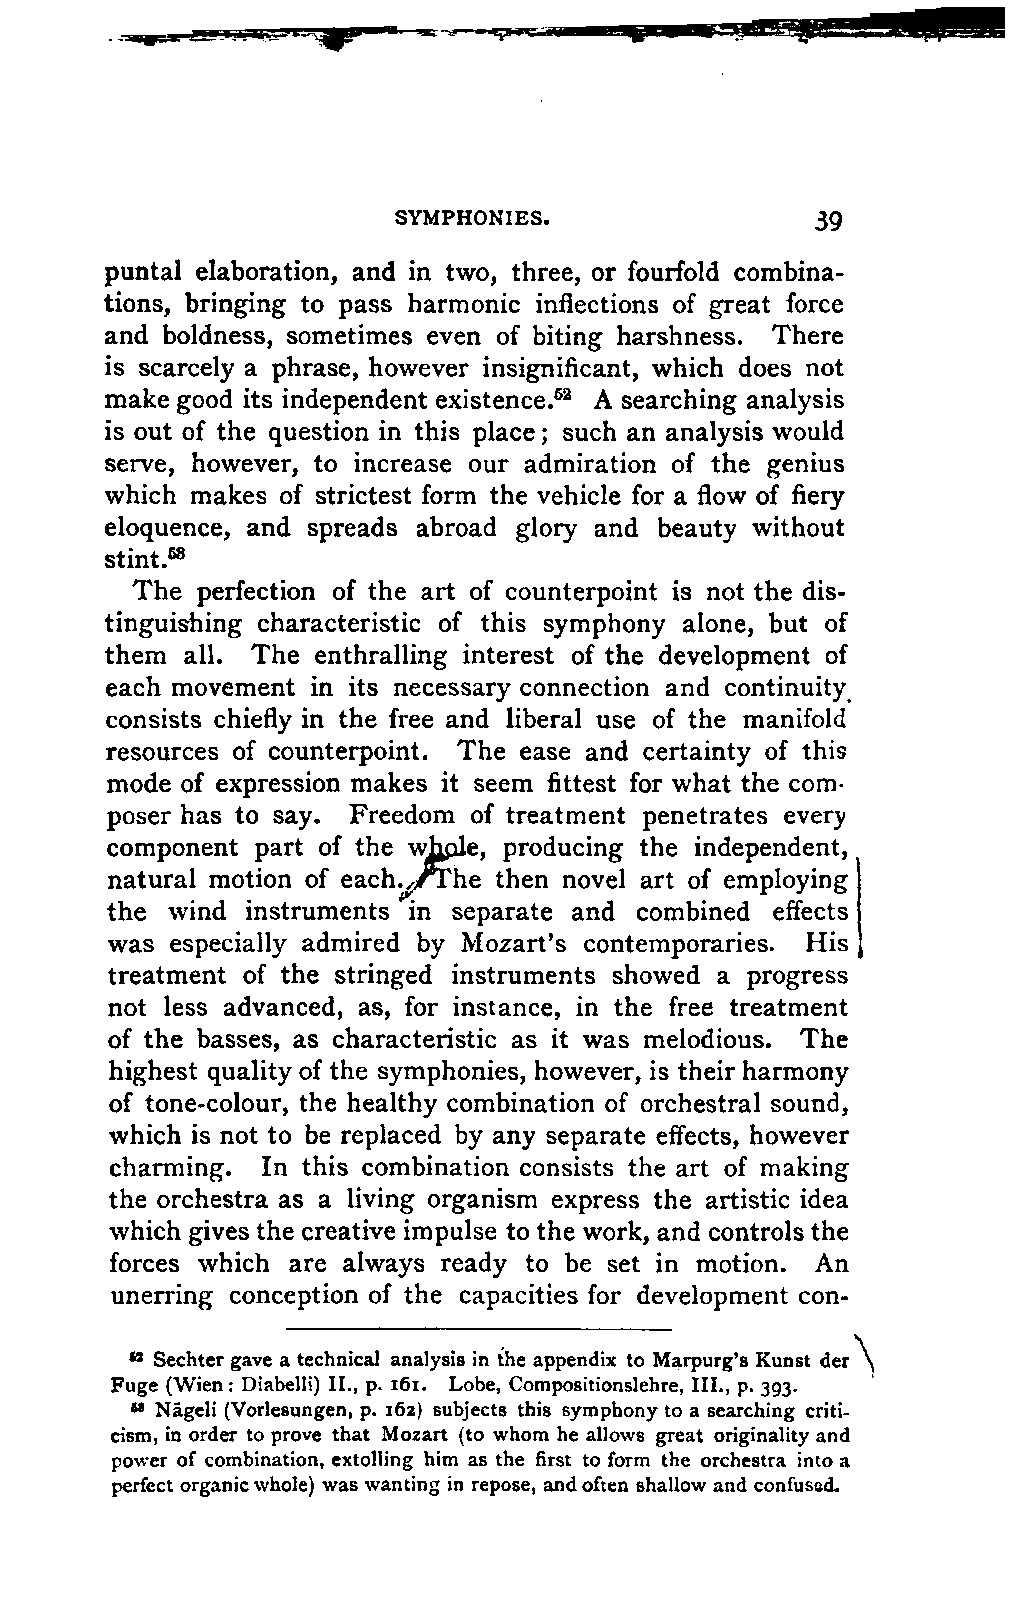 SYMPHONIES. 39
puntal elaboration, and in two, three, or fourfold combina-
tions, bringing to pass harmonic inflections of great force
and boldness, sometimes even of biting harshness. There
is scarcely a phrase, however insignificant, which does not
make good its independent existence.⁵² A searching analysis
is out of the question in this place; such an analysis would
serve, however, to increase our admiration of the genius
which makes of strictest form the vehicle for a flow of fiery
eloquence, and spreads abroad glory and beauty without
stint.⁵³
The perfection of the art of counterpoint is not the dis-
tinguishing characteristic of this symphony alone, but of
them all. The enthralling interest of the development of
each movement in its necessary connection and continuity
consists chiefly in the free and liberal use of the manifold
resources of counterpoint. The ease and certainty of this
mode of expression makes it seem fittest for what the com-
poser has to say. Freedom of treatment penetrates every
component part of the whole, producing the independent,
natural motion of each. The then novel art of employing
the wind instruments in separate and combined effects
was especially admired by Mozart's contemporaries. His
treatment of the stringed instruments showed a progress
not less advanced, as, for instance, in the free treatment
of the basses, as characteristic as it was melodious. The
highest quality of the symphonies, however, is their harmony
of tone-colour, the healthy combination of orchestral sound,
which is not to be replaced by any separate effects, however
charming. In this combination consists the art of making
the orchestra as a living organism express the artistic idea
which gives the creative impulse to the work, and controls the
forces which are always ready to be set in motion. An
unerring conception of the capacities for development con-
⁵² Sechter gave a technical analysis in the appendix to Marpurg's Kunst der
Fuge (Wien: Diabelli) II., p. 161. Lobe, Compositionslehre, III., p. 393.
⁵³ Nägeli (Vorlesungen, p. 162) subjects this symphony to a searching criti-
cism, in order to prove that Mozart (to whom he allows great originality and
power of combination, extolling him as the first to form the orchestra into a
perfect organic whole) was wanting in repose, and often shallow and confused.